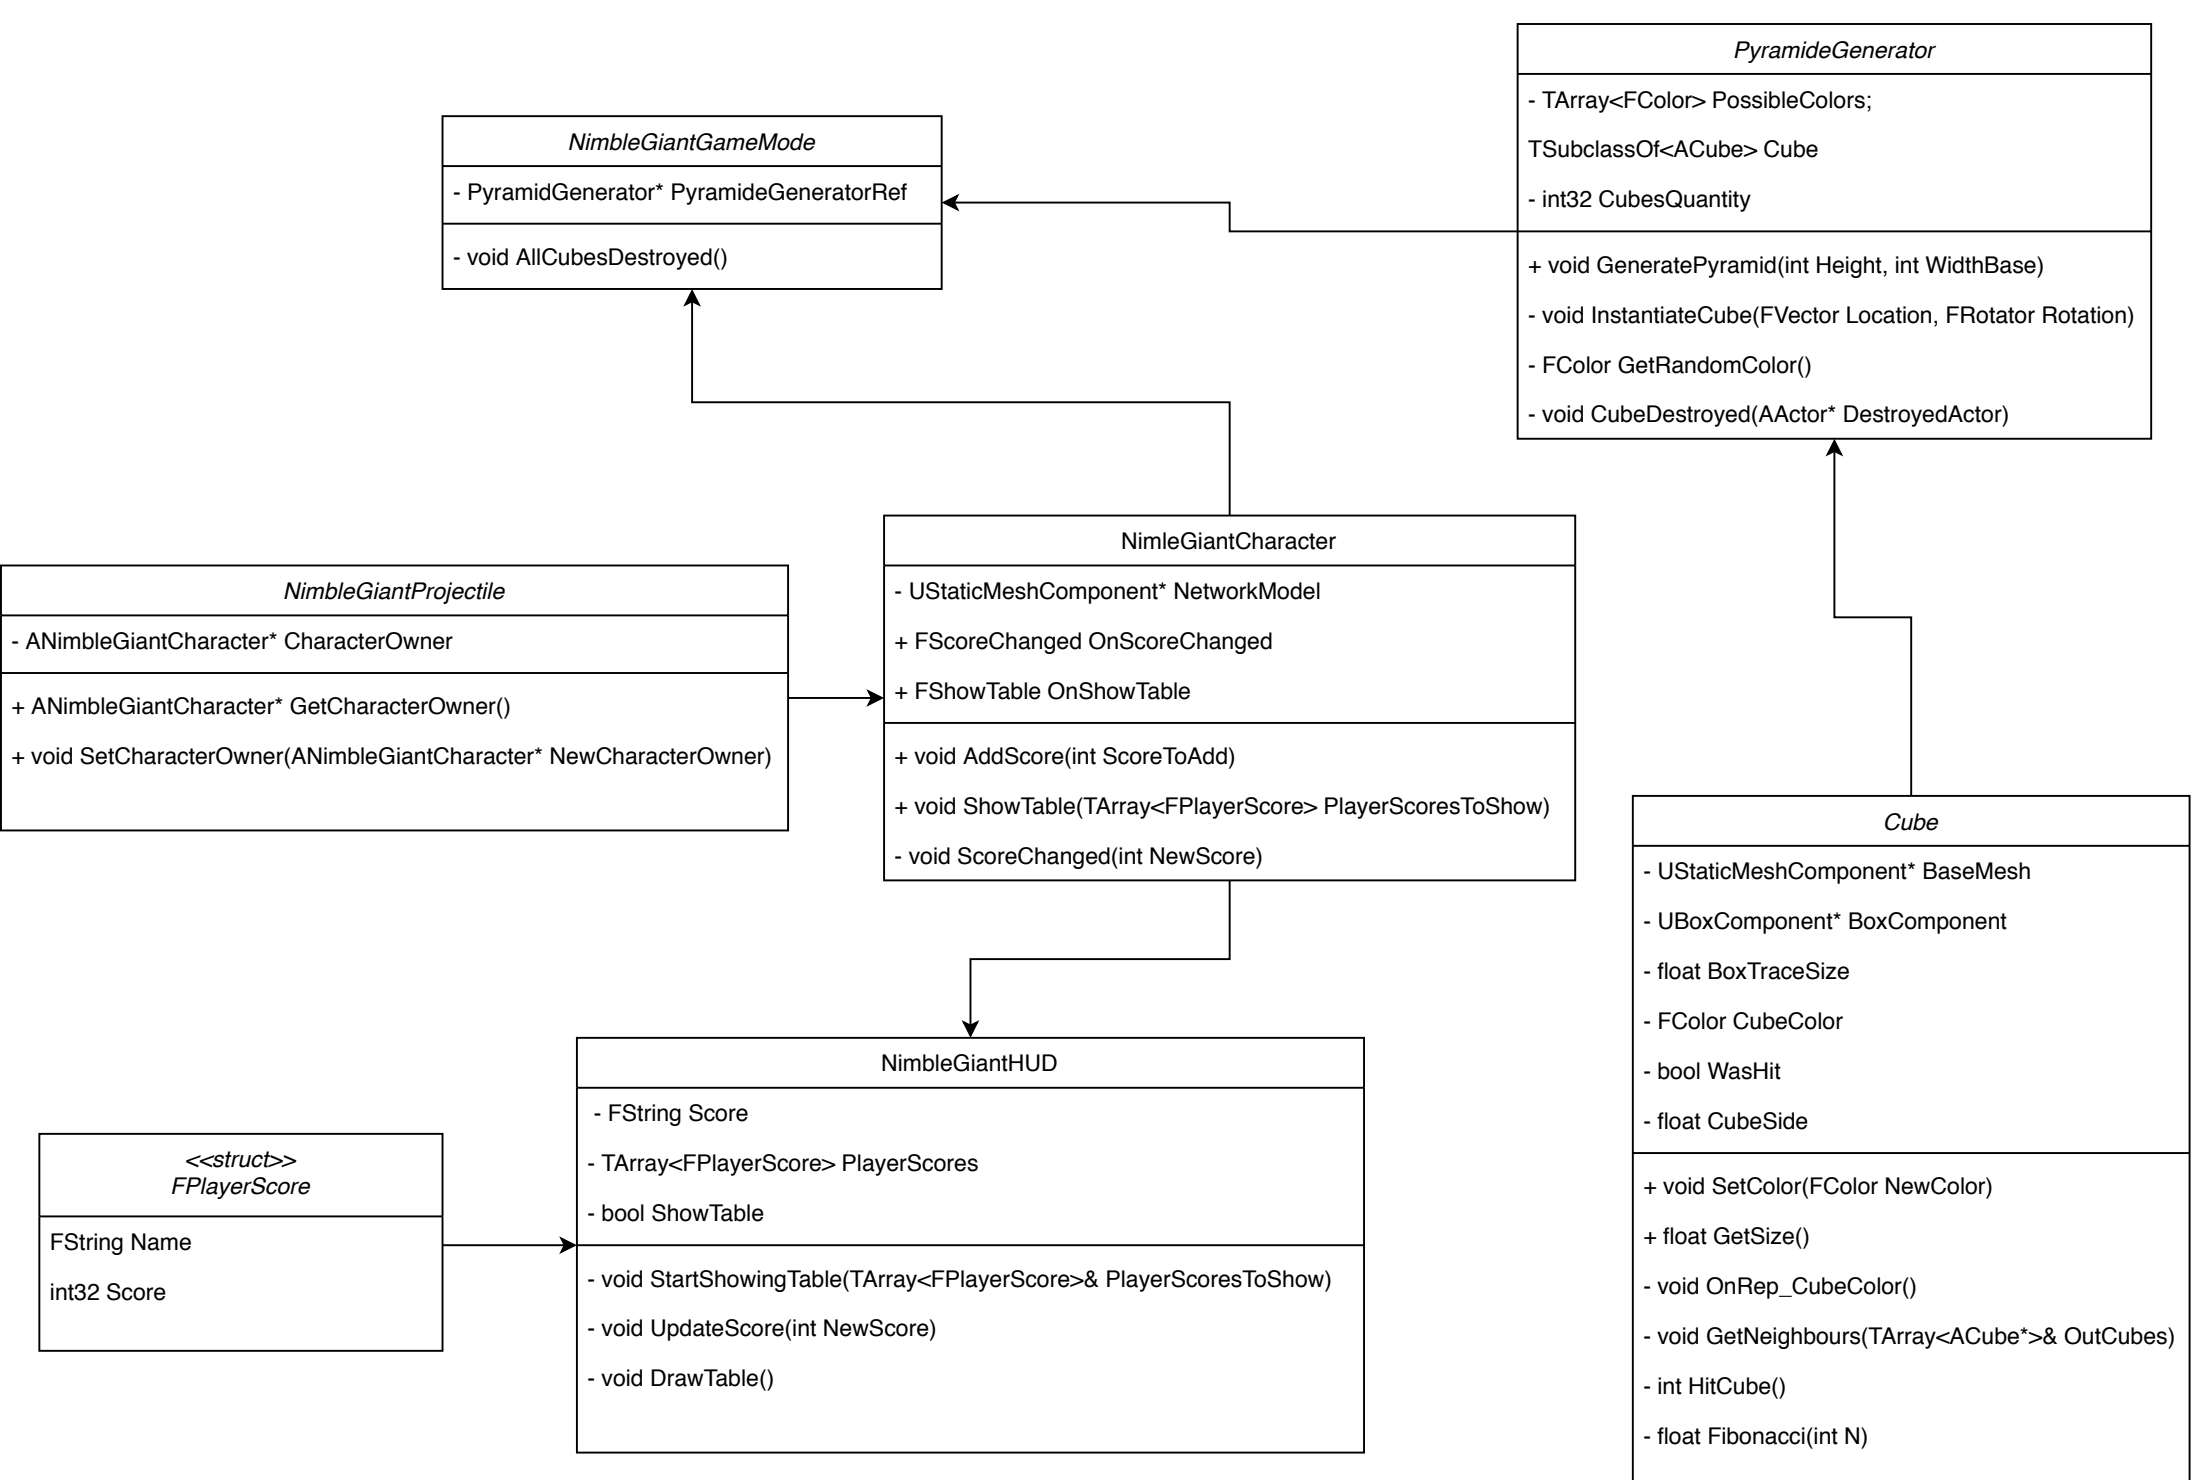 PyramideGenerator
- TArray<FColor> PossibleColors;
TSubclassOf<ACube> Cube
- int32 CubesQuantity
+ void GeneratePyramid(int Height, int WidthBase)
- void InstantiateCube(FVector Location, FRotator Rotation)
- FColor GetRandomColor()
- void CubeDestroyed(AActor* DestroyedActor)
NimbleGiantGameMode
- PyramidGenerator* PyramideGeneratorRef
- void AllCubesDestroyed()
NimleGiantCharacter
- UStaticMeshComponent* NetworkModel
+ FScoreChanged OnScoreChanged
+ FShowTable OnShowTable
+ void AddScore(int ScoreToAdd)
+ void ShowTable(TArray<FPlayerScore> PlayerScoresToShow)
- void ScoreChanged(int NewScore)
NimbleGiantProjectile
- ANimbleGiantCharacter* CharacterOwner
+ ANimbleGiantCharacter* GetCharacterOwner()
+ void SetCharacterOwner(ANimbleGiantCharacter* NewCharacterOwner)
Cube
- UStaticMeshComponent* BaseMesh
- UBoxComponent* BoxComponent
- float BoxTraceSize
- FColor CubeColor
- bool WasHit
- float CubeSide
+ void SetColor(FColor NewColor)
+ float GetSize()
- void OnRep_CubeColor()
- void GetNeighbours(TArray<ACube*>& OutCubes)
- int HitCube()
- float Fibonacci(int N)
NimbleGiantHUD
- FString Score
- TArray<FPlayerScore> PlayerScores
- bool ShowTable
- void StartShowingTable(TArray<FPlayerScore>& PlayerScoresToShow)
- void UpdateScore(int NewScore)
- void DrawTable()
<<struct>>
FPlayerScore
FString Name
int32 Score